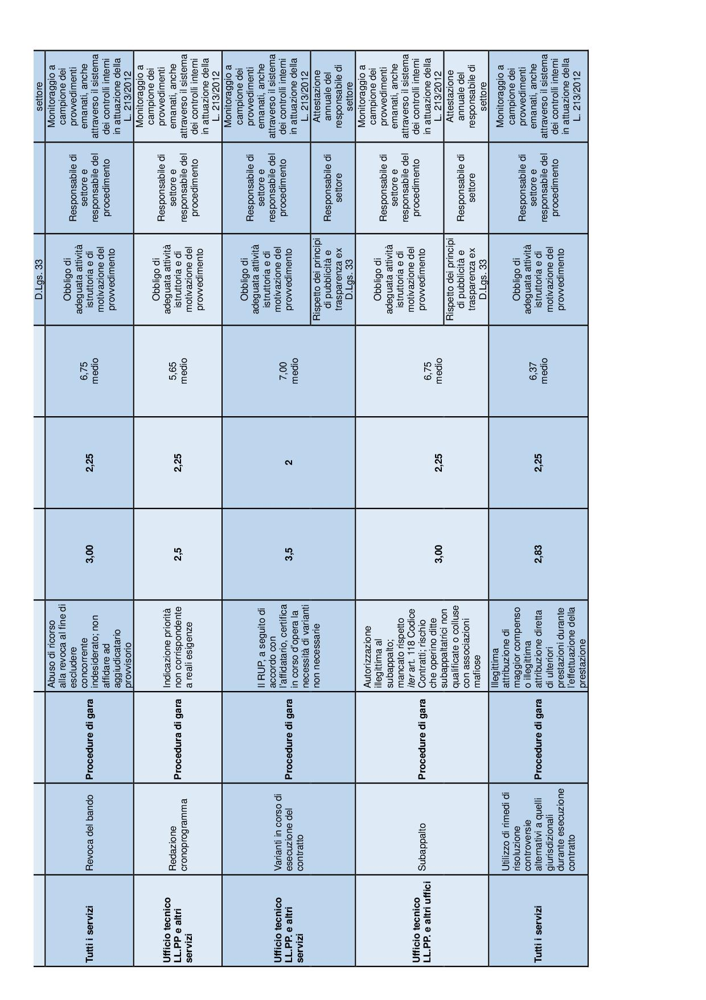 D.Lgs. 33
settore
Tutti i servizi
Revoca del bando
Procedure di gara
Abuso di ricorso
alla revoca al fine di
escludere
concorrente
indesiderato; non
affidare ad
aggiudicatario
provvisorio
3,00
2,25
6,75
medio
Obbligo di
adeguata attività
istruttoria e di
motivazione del
provvedimento
Responsabile di
settore e
responsabile del
procedimento
Monitoraggio a
campione dei
provvedimenti
emanati, anche
attraverso il sistema
dei controlli interni
in attuazione della
L. 213/2012
Ufficio tecnico
LL.PP e altri
servizi
Redazione
cronoprogramma
Procedura di gara
Indicazione priorità
non corrispondente
a reali esigenze
2,5
2,25
5,65
medio
Obbligo di
adeguata attività
istruttoria e di
motivazione del
provvedimento
Responsabile di
settore e
responsabile del
procedimento
Monitoraggio a
campione dei
provvedimenti
emanati, anche
attraverso il sistema
dei controlli interni
in attuazione della
L. 213/2012
Ufficio tecnico
LL.PP. e altri
servizi
Varianti in corso di
esecuzione del
contratto
Procedure di gara
Il RUP, a seguito di
accordo con
l'affidatario, certifica
in corso d'opera la
necessità di varianti
non necessarie
3,5
2
7,00
medio
Obbligo di
adeguata attività
istruttoria e di
motivazione del
provvedimento
Responsabile di
settore e
responsabile del
procedimento
Monitoraggio a
campione dei
provvedimenti
emanati, anche
attraverso il sistema
dei controlli interni
in attuazione della
L. 213/2012
Rispetto dei principi
di pubblicità e
trasparenza ex
D.Lgs. 33
Responsabile di
settore
Attestazione
annuale del
responsabile di
settore
Ufficio tecnico
LL.PP. e altri uffici
Subappalto
Procedure di gara
Autorizzazione
illegittima al
subappalto;
mancato rispetto
iter art. 118 Codice
Contratti; rischio
che operino ditte
subappaltatrici non
qualificate o colluse
con associazioni
mafiose
3,00
2,25
6,75
medio
Obbligo di
adeguata attività
istruttoria e di
motivazione del
provvedimento
Responsabile di
settore e
responsabile del
procedimento
Monitoraggio a
campione dei
provvedimenti
emanati, anche
attraverso il sistema
dei controlli interni
in attuazione della
L. 213/2012
Rispetto dei principi
di pubblicità e
trasparenza ex
D.Lgs. 33
Responsabile di
settore
Attestazione
annuale del
responsabile di
settore
Tutti i servizi
Utilizzo di rimedi di
risoluzione
controversie
alternativi a quelli
giurisdizionali
durante esecuzione
contratto
Procedure di gara
Illegittima
attribuzione di
maggior compenso
o illegittima
attribuzione diretta
di ulteriori
prestazioni durante
l'effettuazione della
prestazione
2,83
2,25
6,37
medio
Obbligo di
adeguata attività
istruttoria e di
motivazione del
provvedimento
Responsabile di
settore e
responsabile del
procedimento
Monitoraggio a
campione dei
provvedimenti
emanati, anche
attraverso il sistema
dei controlli interni
in attuazione della
L. 213/2012